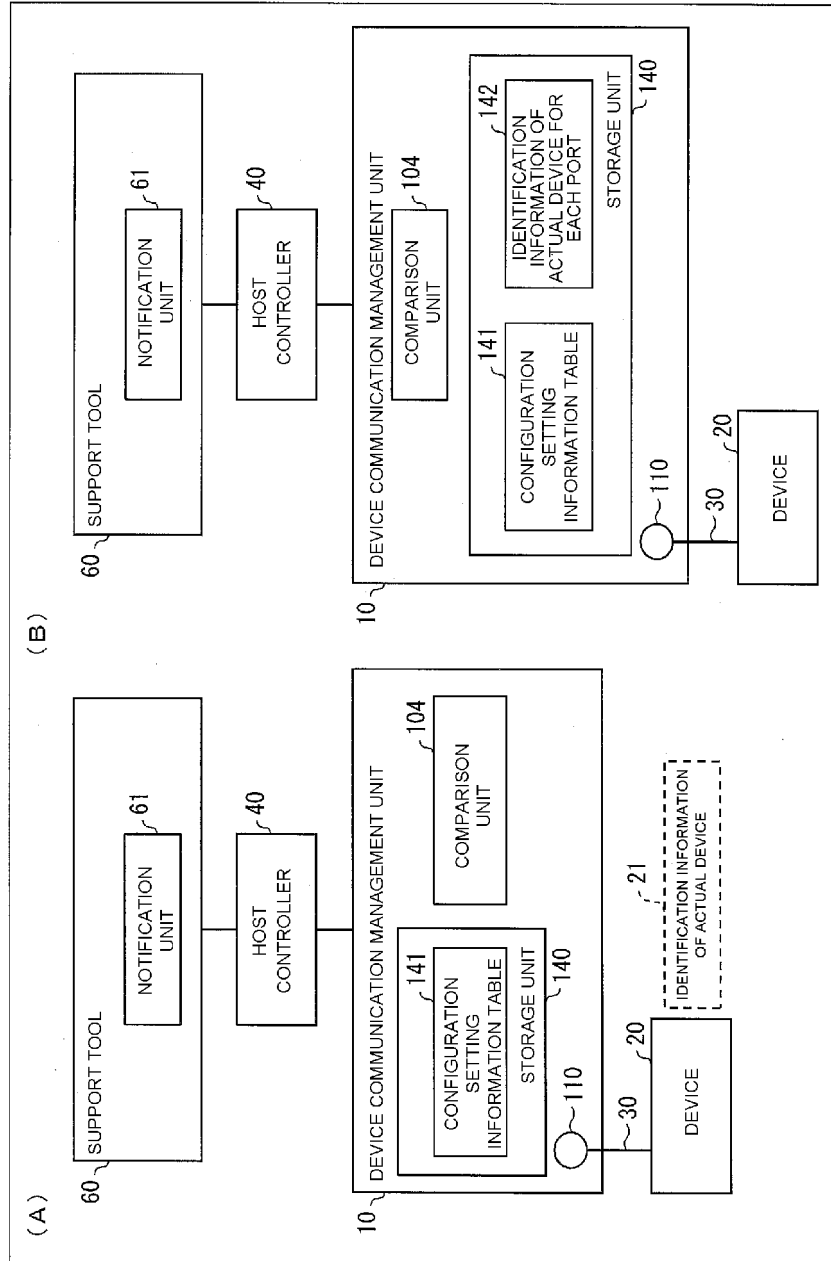 (A)
60
SUPPORT TOOL
61
NOTIFICATION
UNIT
40
HOST
CONTROLLER
10
DEVICE COMMUNICATION MANAGEMENT UNIT
141
CONFIGURATION
SETTING
INFORMATION TABLE
STORAGE UNIT
140
104
COMPARISON
UNIT
110
30
20
DEVICE
21
IDENTIFICATION INFORMATION
OF ACTUAL DEVICE
(B)
60
SUPPORT TOOL
61
NOTIFICATION
UNIT
40
HOST
CONTROLLER
10
DEVICE COMMUNICATION MANAGEMENT UNIT
104
COMPARISON
UNIT
141
CONFIGURATION
SETTING
INFORMATION TABLE
142
IDENTIFICATION
INFORMATION OF
ACTUAL DEVICE FOR
EACH PORT
STORAGE UNIT
140
110
30
20
DEVICE